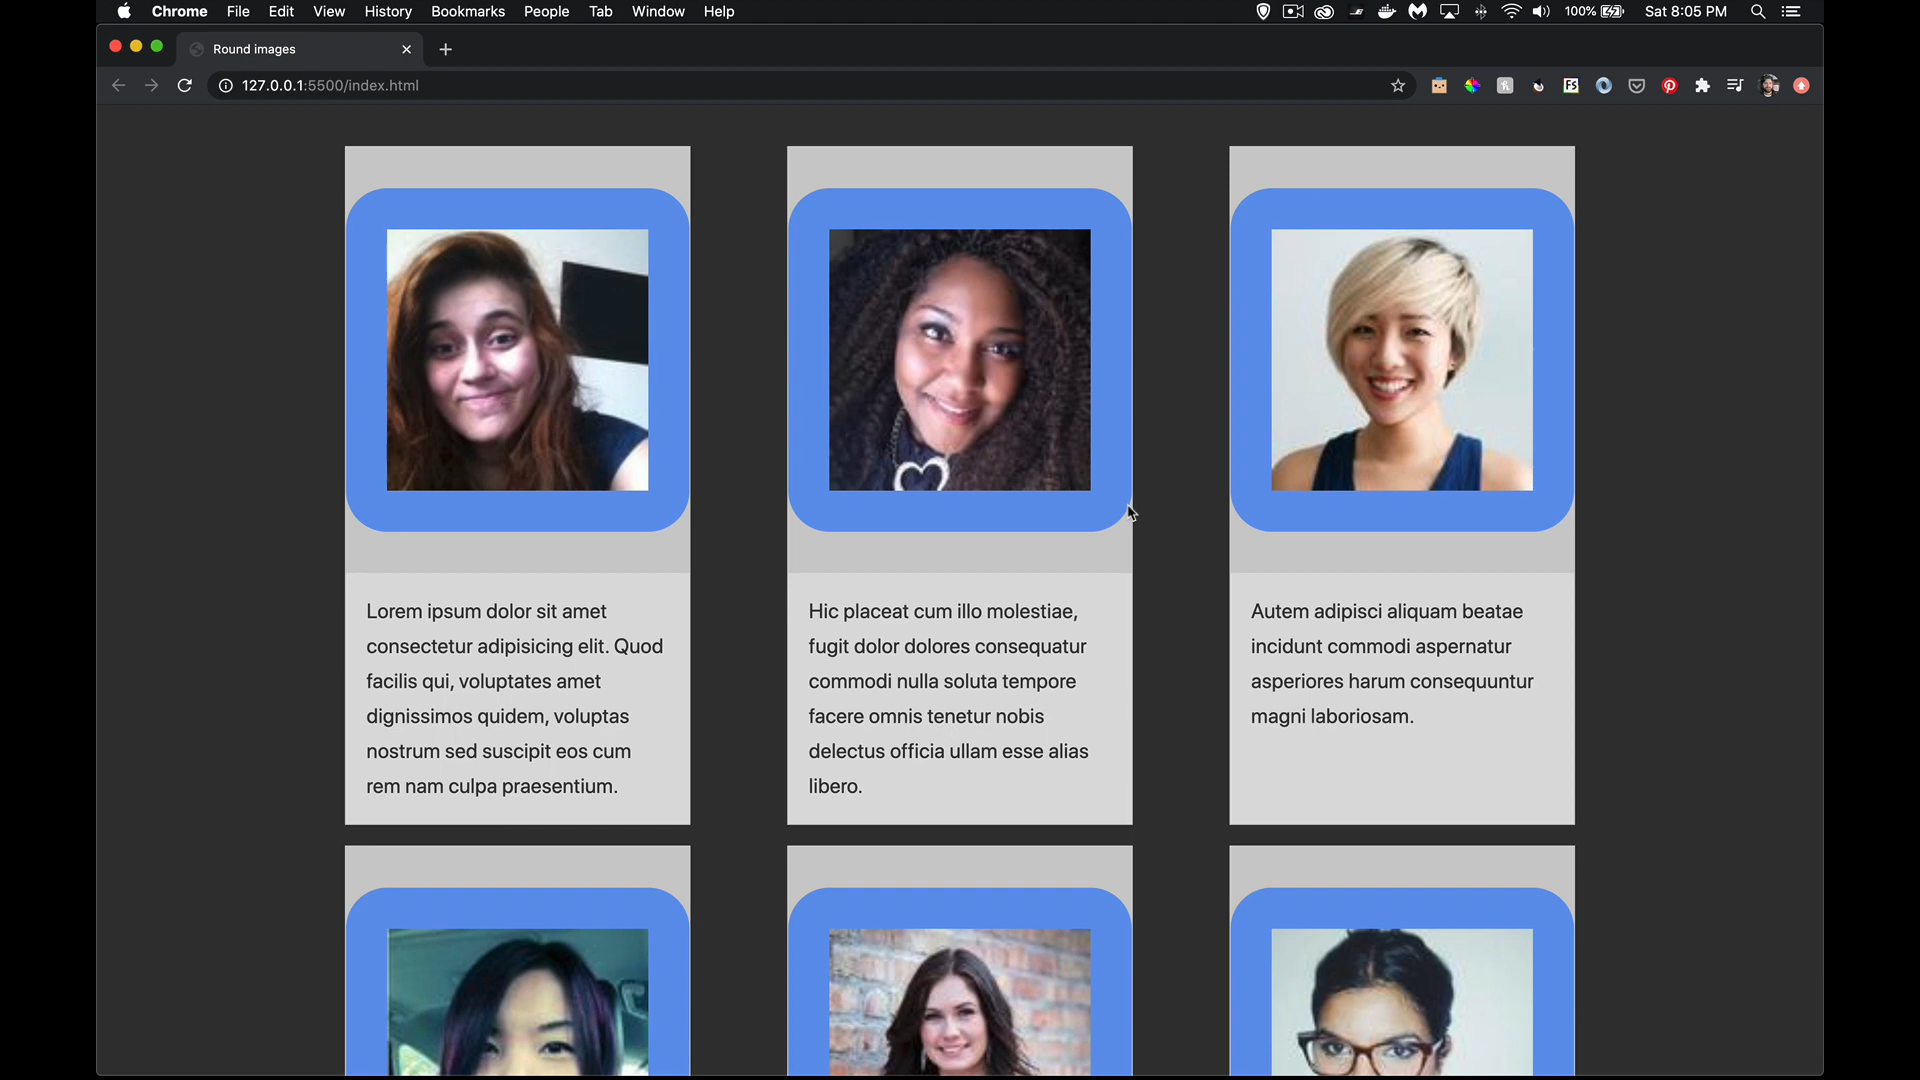 Chrome File Edit View History Bookmarks People Tab Window Help 100% Sat 8:05 PM
Round images
127.0.0.1:5500/index.html
FS
Lorem ipsum dolor sit amet
consectetur adipisicing elit. Quod
facilis qui, voluptates amet
dignissimos quidem, voluptas
nostrum sed suscipit eos cum
rem nam culpa praesentium.
Hic placeat cum illo molestiae,
fugit dolor dolores consequatur
commodi nulla soluta tempore
facere omnis tenetur nobis
delectus officia ullam esse alias
libero.
Autem adipisci aliquam beatae
incidunt commodi aspernatur
asperiores harum consequuntur
magni laboriosam.